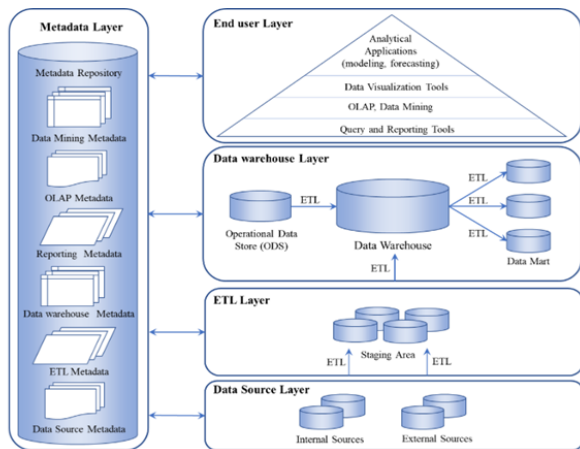 Metadata Layer
Metadata Repository
Data Mining Metadata
OLAP Metadata
Reporting Metadata
Data warehouse Metadata
ETL Metadata
Data Source Metadata
End user Layer
Analytical
Applications
(modeling, forecasting)
Data Visualization Tools
OLAP, Data Mining
Query and Reporting Tools
Data warehouse Layer
ETL
Operational Data
Store (ODS)
Data Warehouse
ETL
ETL
ETL
Data Mart
ETL
ETL Layer
Staging Area
ETL
ETL
Data Source Layer
Internal Sources
External Sources